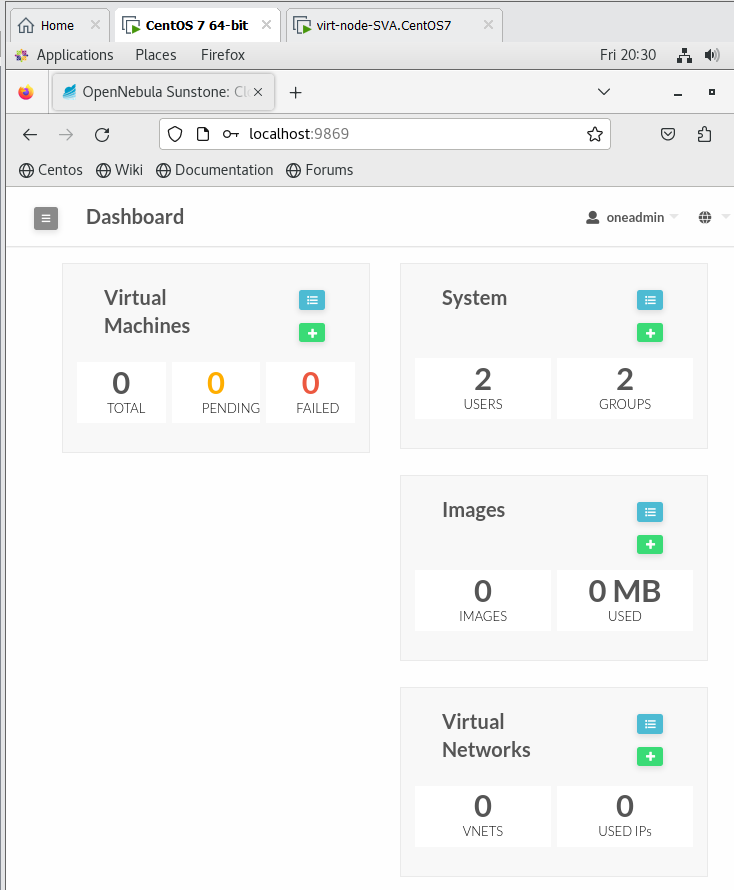 Home
CentOS 7 64-bit
virt-node-SVA.CentOS7
Applications Places Firefox Fri 20:30
OpenNebula Sunstone: Clo
localhost:9869
Centos Wiki Documentation Forums
Dashboard
oneadmin
Virtual
Machines
0 0 0
TOTAL PENDING FAILED
System
2 2
USERS GROUPS
Images
0 0 MB
IMAGES USED
Virtual
Networks
0 0
VNETS USED IPs